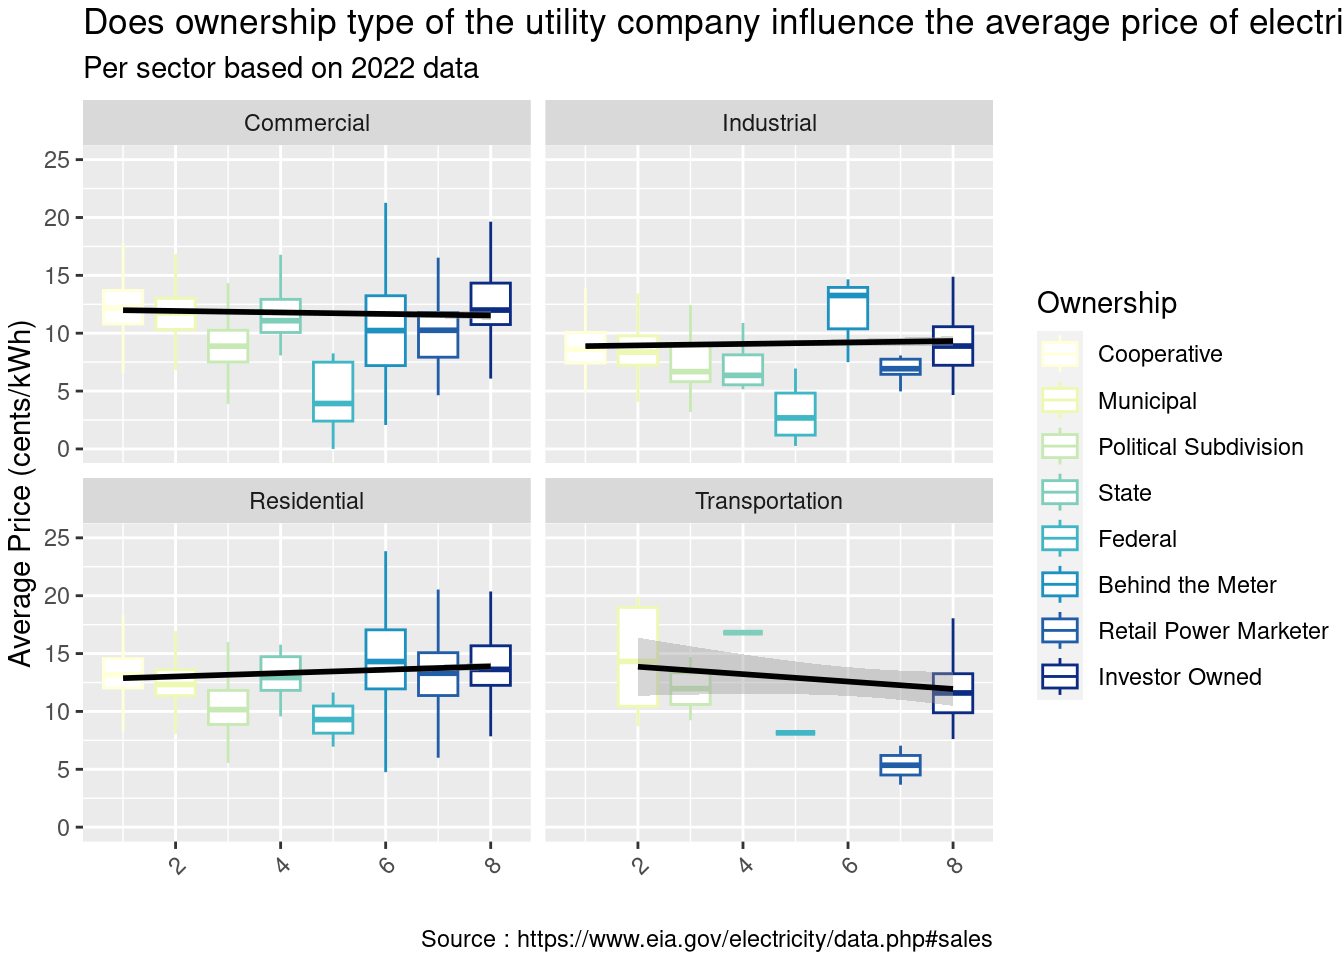 Does ownership type of the utility company influence the average price of electri
Per sector based on 2022 data
Commercial
Industrial
25
20
15
10
5
0
Residential
Transportation
25
20
15
10
5
0
2
4
6
8
2
4
6
8
Average Price (cents/kWh)
Ownership
Cooperative
Municipal
Political Subdivision
State
Federal
Behind the Meter
Retail Power Marketer
Investor Owned
Source : https://www.eia.gov/electricity/data.php#sales